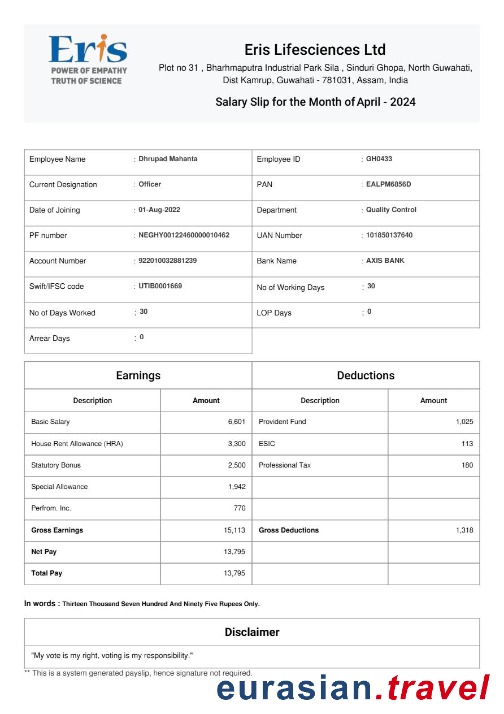 Eris
POWER OF EMPATHY
TRUTH OF SCIENCE
Eris Lifesciences Ltd
Plot no 31 , Bharhmaputra Industrial Park Sila , Sinduri Ghopa, North Guwahati,
Dist Kamrup, Guwahati - 781031, Assam, India
Salary Slip for the Month of April - 2024
Employee Name : Dhrupad Mahanta Employee ID : GH0433
Current Designation : Officer PAN : EALPM6856D
Date of Joining : 01-Aug-2022 Department : Quality Control
PF number : NEGHY00122460000010462 UAN Number : 101850137640
Account Number : 922010032881239 Bank Name : AXIS BANK
Swift/IFSC code : UTIB0001669 No of Working Days : 30
No of Days Worked : 30 LOP Days : 0
Arrear Days : 0
Earnings Deductions
Description Amount Description Amount
Basic Salary 6,601 Provident Fund 1,025
House Rent Allowance (HRA) 3,300 ESIC 113
Statutory Bonus 2,500 Professional Tax 180
Special Allowance 1,942
Perfrom. Inc. 770
Gross Earnings 15,113 Gross Deductions 1,318
Net Pay 13,795
Total Pay 13,795
In words : Thirteen Thousand Seven Hundred And Ninety Five Rupees Only.
Disclaimer
"My vote is my right, voting is my responsibility."
** This is a system generated payslip, hence signature not required.
eurasian.travel